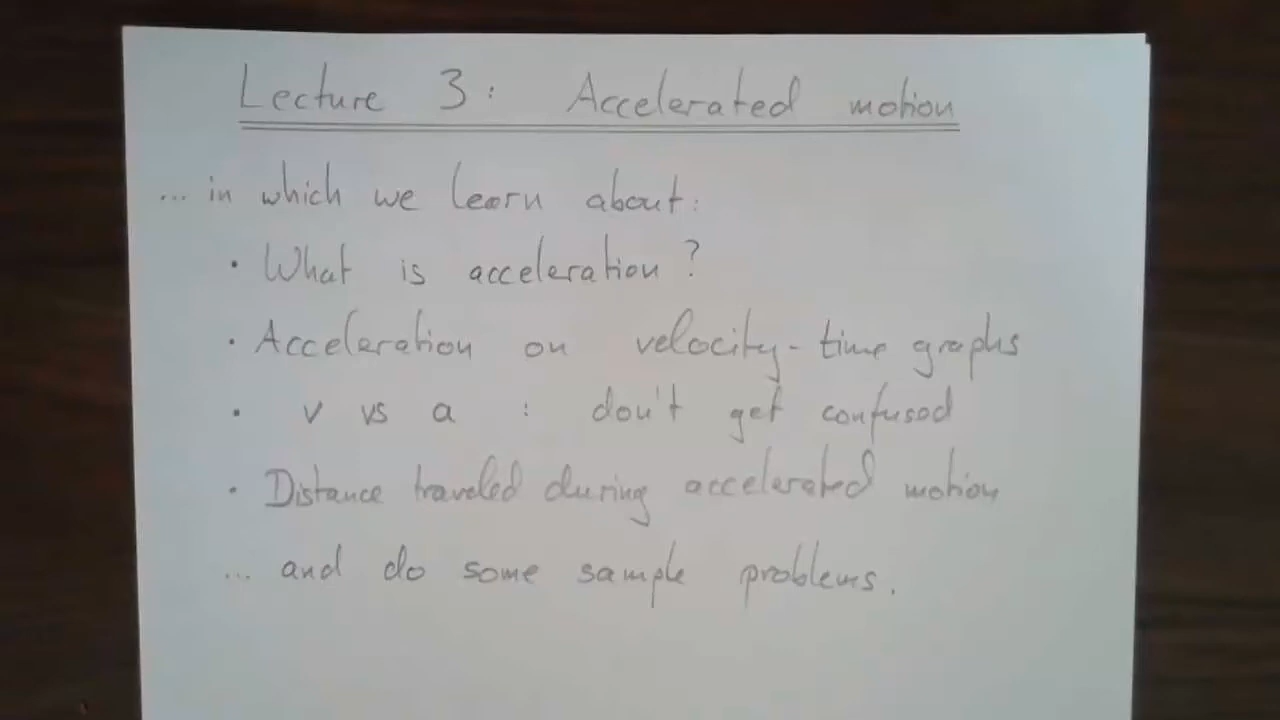 Lecture 3: Accelerated motion
... in which we learn about:
• What is acceleration?
• Acceleration on velocity-time graphs
• v vs a : don't get confused
• Distance traveled during accelerated motion
... and do some sample problems.